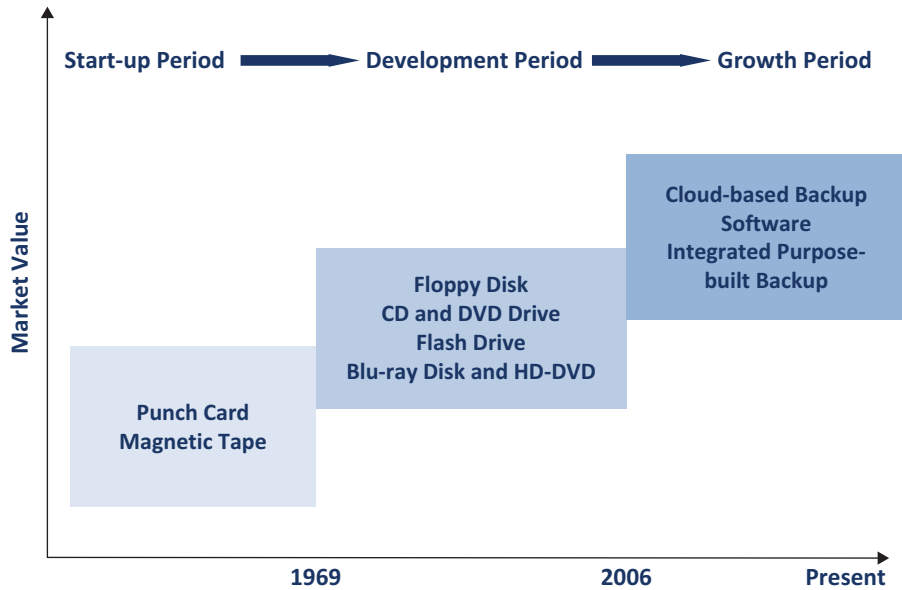 Start-up Period
Development Period
Growth Period
Market Value
Cloud-based Backup
Software
Integrated Purpose-
built Backup
Floppy Disk
CD and DVD Drive
Flash Drive
Blu-ray Disk and HD-DVD
Punch Card
Magnetic Tape
1969
2006
Present